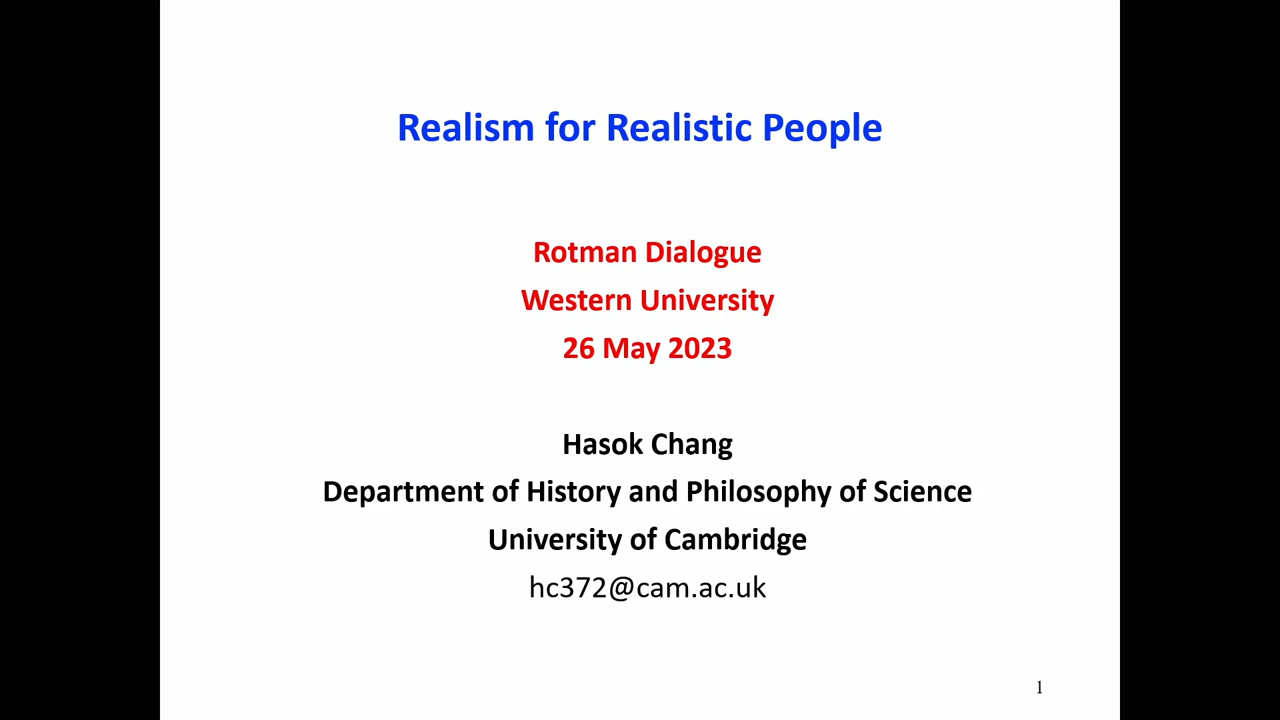 Realism for Realistic People
Rotman Dialogue
Western University
26 May 2023
Hasok Chang
Department of History and Philosophy of Science
University of Cambridge
hc372@cam.ac.uk
1